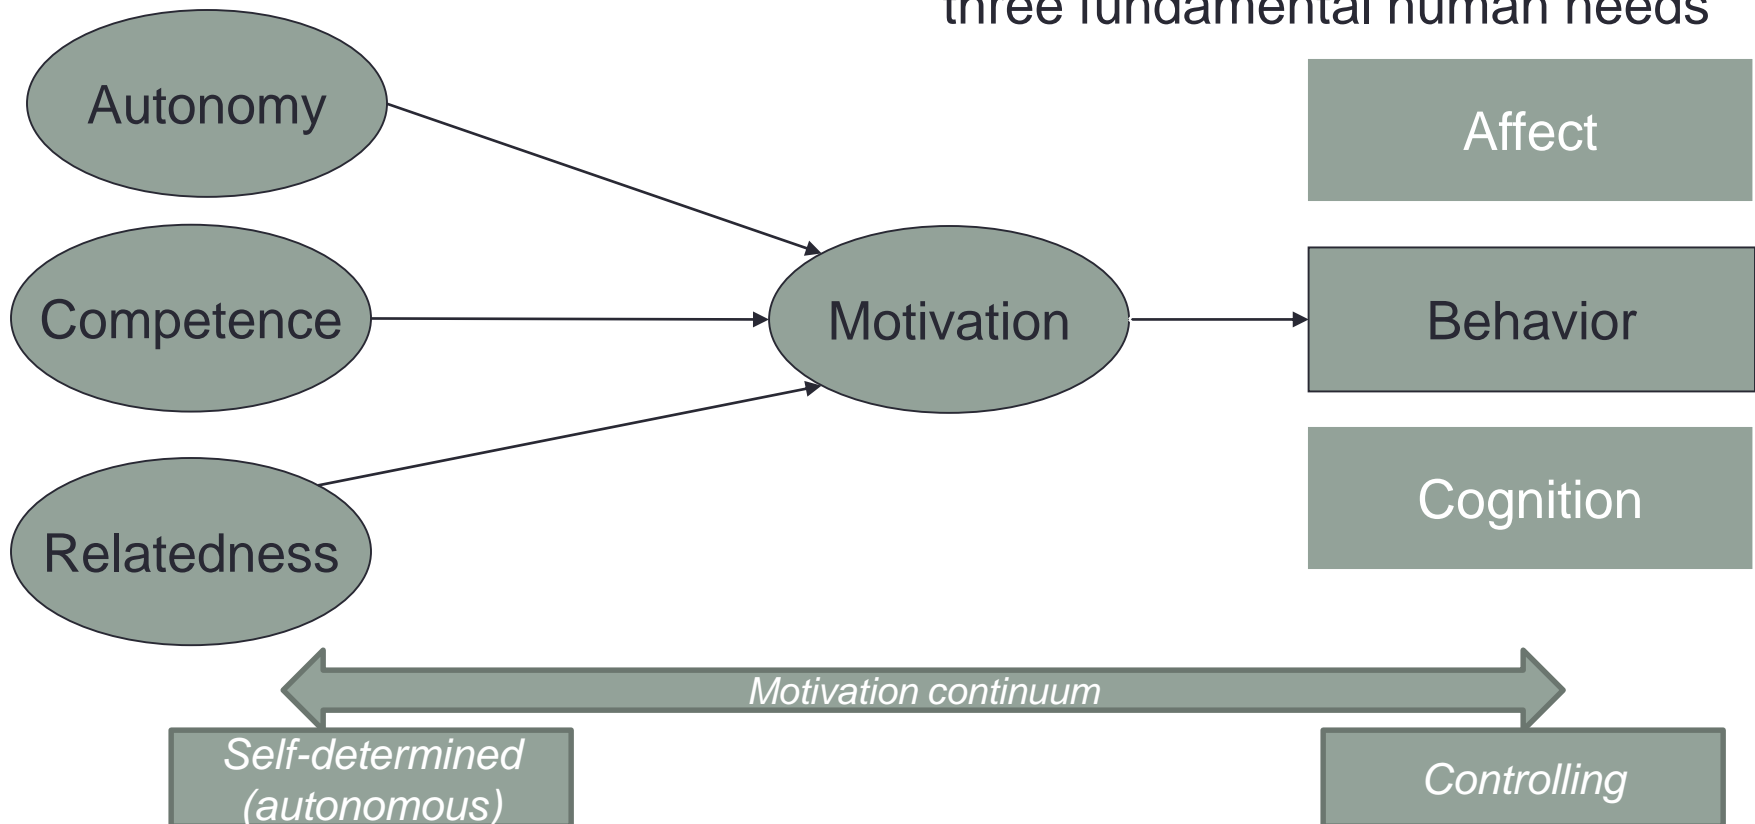 three fundamental human needs
Autonomy
Affect
Competence
Motivation
Behavior
Cognition
Relatedness
Motivation continuum
Self-determined
(autonomous)
Controlling